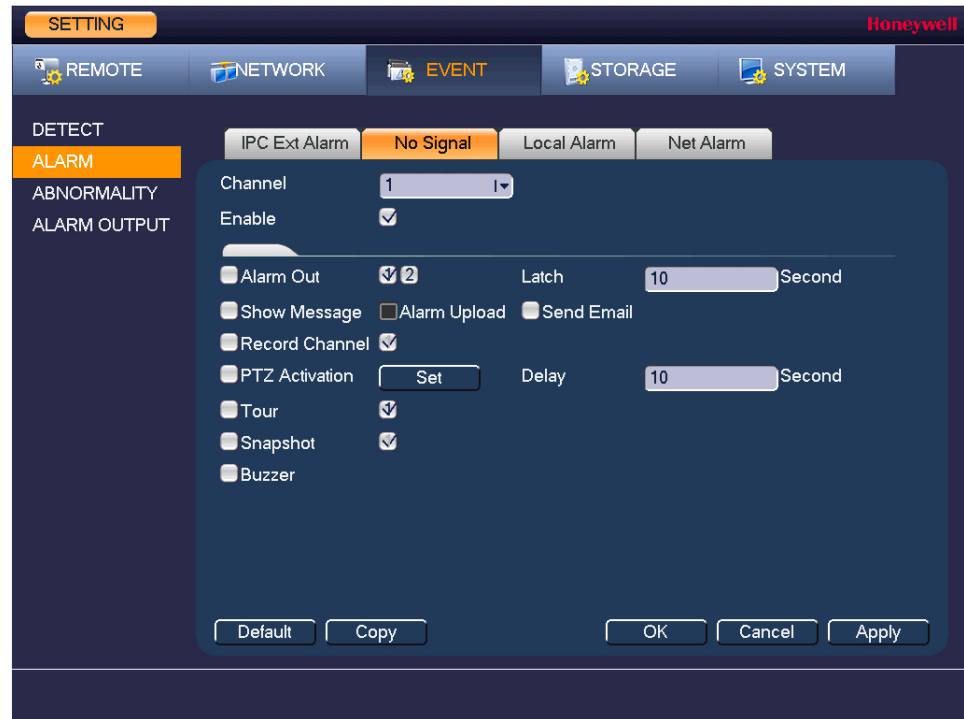 SETTING Honeywell
REMOTE NETWORK EVENT STORAGE SYSTEM
DETECT
ALARM
ABNORMALITY
ALARM OUTPUT
IPC Ext Alarm No Signal Local Alarm Net Alarm
Channel 1
Enable
Alarm Out 1 2 Latch 10 Second
Show Message Alarm Upload Send Email
Record Channel
PTZ Activation Set Delay 10 Second
Tour 1
Snapshot
Buzzer
Default Copy OK Cancel Apply